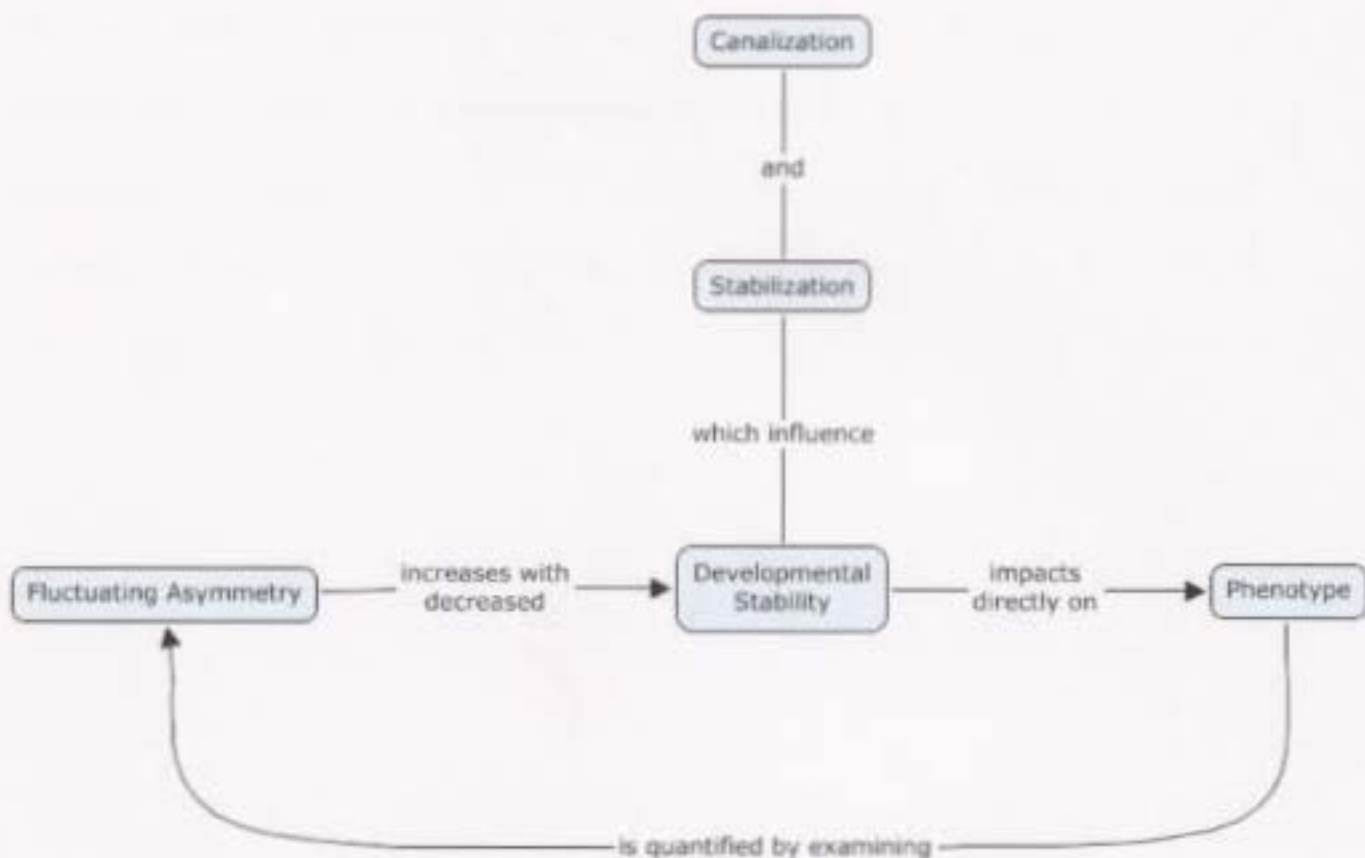 Canalization
and
Stabilization
which influence
Fluctuating Asymmetry
increases with
decreased
Developmental
Stability
impacts
directly on
Phenotype
is quantified by examining